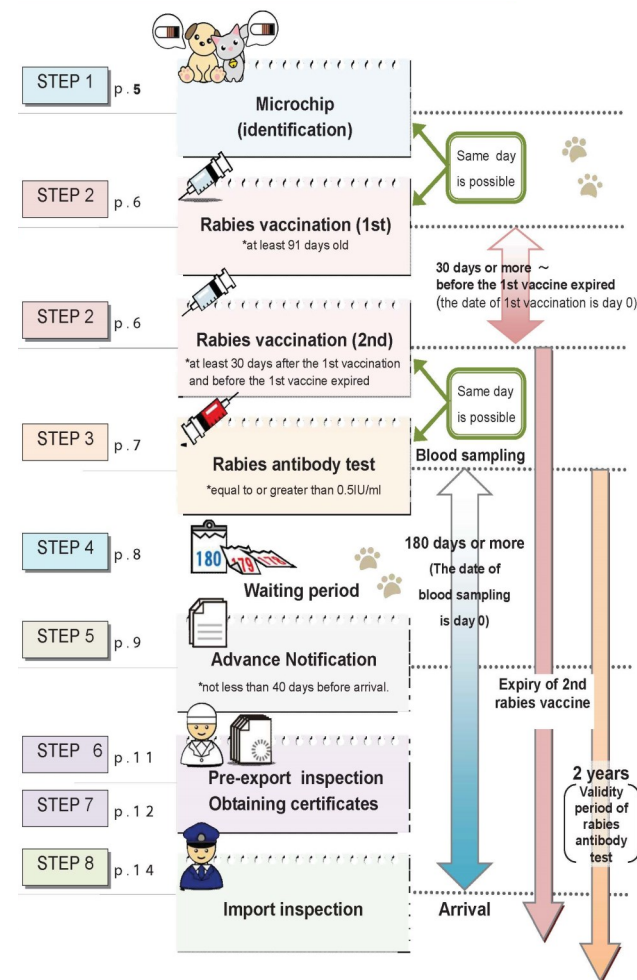 STEP 1
p. 5
Microchip
(identification)
Same day
is possible
STEP 2
p. 6
Rabies vaccination (1st)
*at least 91 days old
30 days or more ~
before the 1st vaccine expired
(the date of 1st vaccination is day 0)
STEP 2
p. 6
Rabies vaccination (2nd)
*at least 30 days after the 1st vaccination
and before the 1st vaccine expired
Same day
is possible
STEP 3
p. 7
Rabies antibody test
*equal to or greater than 0.5IU/ml
Blood sampling
STEP 4
p. 8
180 179 178
Waiting period
180 days or more
(The date of
blood sampling
is day 0)
STEP 5
p. 9
Advance Notification
*not less than 40 days before arrival.
Expiry of 2nd
rabies vaccine
STEP 6
p. 11
Pre-export inspection
Obtaining certificates
STEP 7
p. 12
2 years
(Validity
period of
rabies
antibody
test)
STEP 8
p. 14
Import inspection
Arrival